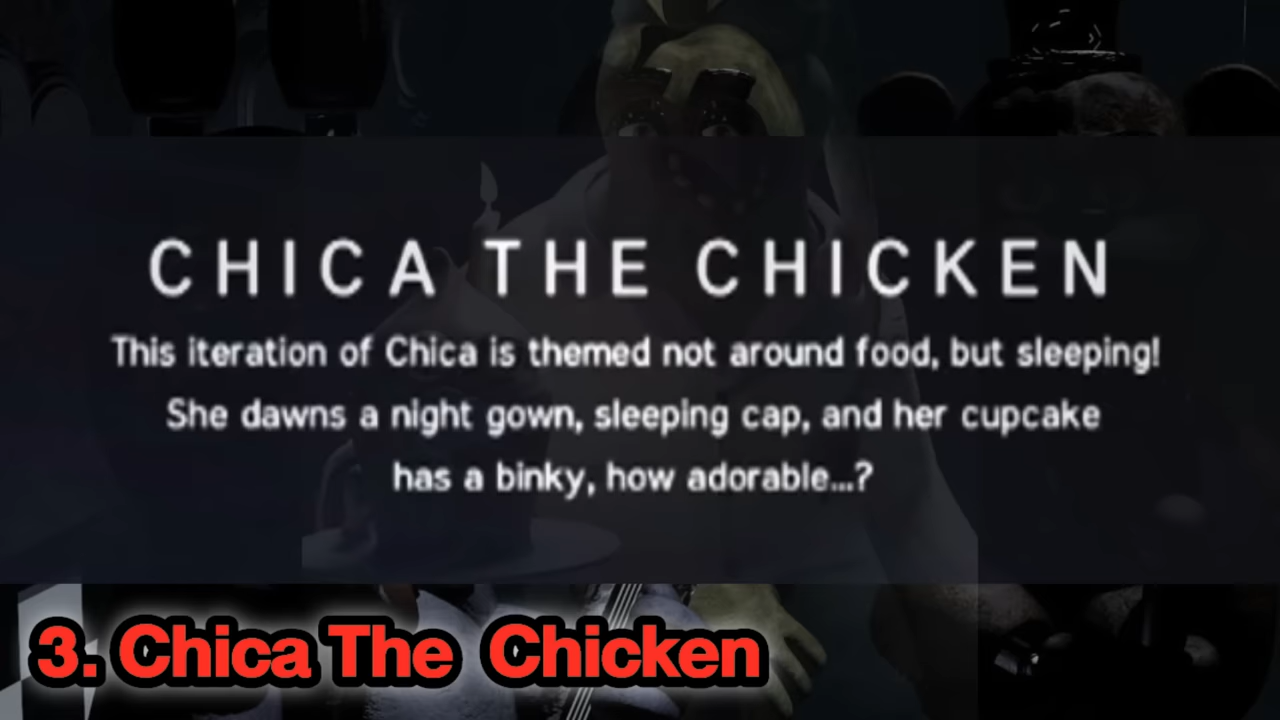 CHICA THE CHICKEN
This iteration of Chica is themed not around food, but sleeping!
She dawns a night gown, sleeping cap, and her cupcake
has a binky, how adorable...?
3. Chica The Chicken